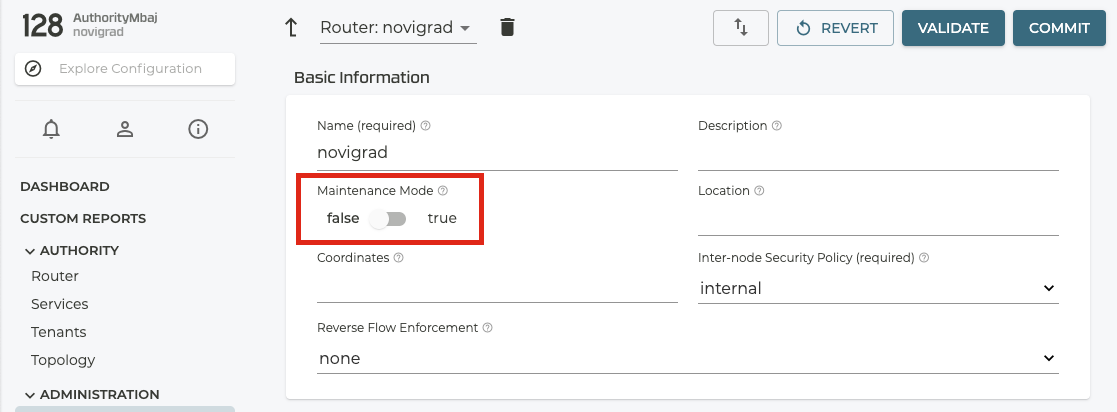 128 AuthorityMbaj
novigrad
Router: novigrad
REVERT
VALIDATE
COMMIT
Explore Configuration
DASHBOARD
CUSTOM REPORTS
AUTHORITY
Router
Services
Tenants
Topology
ADMINISTRATION
Basic Information
Name (required)
novigrad
Description
Maintenance Mode
false true
Location
Coordinates
Inter-node Security Policy (required)
internal
Reverse Flow Enforcement
none